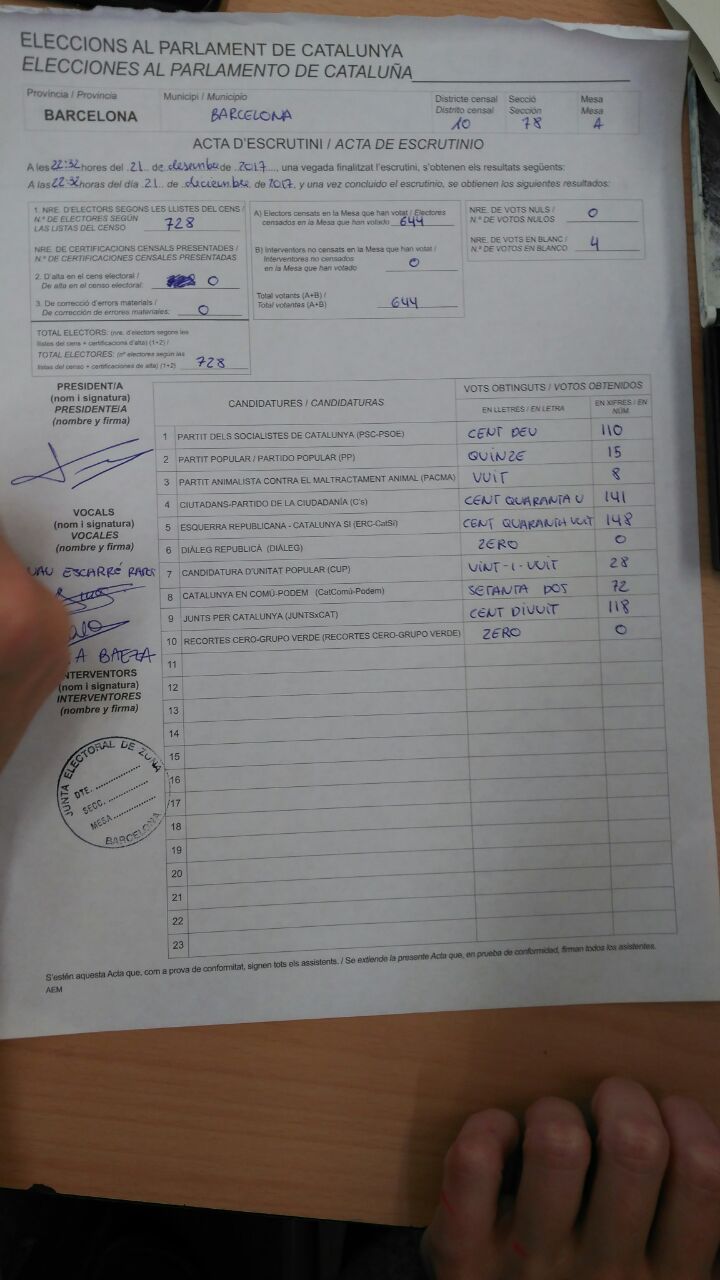 ELECCIONS AL PARLAMENT DE CATALUNYA
ELECCIONES AL PARLAMENTO DE CATALUÑA
Provincia / Provincia
BARCELONA
Municipi / Municipio
BARCELONA
Districte censal
Distrito censal
10
Secció
Sección
78
Mesa
Mesa
A
ACTA D'ESCRUTINI / ACTA DE ESCRUTINIO
A les 22:32 hores del 21 de desembre de 2017, una vegada finalitzat l'escrutini, s'obtenen els resultats següents:
A las 22:32 horas del día 21 de diciembre de 2017, y una vez concluido el escrutinio, se obtienen los siguientes resultados:
1. NRE. D'ELECTORS SEGONS LES LLISTES DEL CENS /
N.º DE ELECTORES SEGÚN
LAS LISTAS DEL CENSO
728
NRE. DE CERTIFICACIONS CENSALS PRESENTADES /
N.º DE CERTIFICACIONES CENSALES PRESENTADAS
2. D'alta en el cens electoral /
De alta en el censo electoral: 0
3. De correcció d'errors materials /
De corrección de errores materiales: 0
TOTAL ELECTORS: (nre. d'electors segons les
llistes del cens + certificacions d'alta) (1+2) /
TOTAL ELECTORES: (nº electores según las
listas del censo + certificaciones de alta) (1+2) 728
A) Electors censats en la Mesa que han votat / Electores
censados en la Mesa que han votado 644
B) Interventors no censats en la Mesa que han votat /
Interventores no censados
en la Mesa que han votado
0
Total votants (A+B) /
Total votantes (A+B)
644
NRE. DE VOTS NULS /
N.º DE VOTOS NULOS
0
NRE. DE VOTS EN BLANC /
N.º DE VOTOS EN BLANCO
4
PRESIDENT/A
(nom i signatura)
PRESIDENTE/A
(nombre y firma)
VOCALS
(nom i signatura)
VOCALES
(nombre y firma)
ESCARRÉ
A BAEZA
INTERVENTORS
(nom i signatura)
INTERVENTORES
(nombre y firma)
JUNTA ELECTORAL DE ZONA
DTE.
SECC.
MESA
BARCELONA
CANDIDATURES / CANDIDATURAS
VOTS OBTINGUTS / VOTOS OBTENIDOS
EN LLETRES / EN LETRA
EN XIFRES / EN NÚM
1 PARTIT DELS SOCIALISTES DE CATALUNYA (PSC-PSOE) CENT DEU 110
2 PARTIT POPULAR / PARTIDO POPULAR (PP) QUINZE 15
3 PARTIT ANIMALISTA CONTRA EL MALTRACTAMENT ANIMAL (PACMA) VUIT 8
4 CIUTADANS-PARTIDO DE LA CIUDADANÍA (C's) CENT QUARANTA U 141
5 ESQUERRA REPUBLICANA - CATALUNYA SÍ (ERC-CatSí) CENT QUARANTA VUIT 148
6 DIÀLEG REPUBLICÀ (DIÀLEG) ZERO 0
7 CANDIDATURA D'UNITAT POPULAR (CUP) VINT-I-VUIT 28
8 CATALUNYA EN COMÚ-PODEM (CatComú-Podem) SETANTA DOS 72
9 JUNTS PER CATALUNYA (JUNTSxCAT) CENT DIVUIT 118
10 RECORTES CERO-GRUPO VERDE (RECORTES CERO-GRUPO VERDE) ZERO 0
11
12
13
14
15
16
17
18
19
20
21
22
23
S'estén aquesta Acta que, com a prova de conformitat, signen tots els assistents. / Se extiende la presente Acta que, en prueba de conformidad, firman todos los asistentes.
AEM